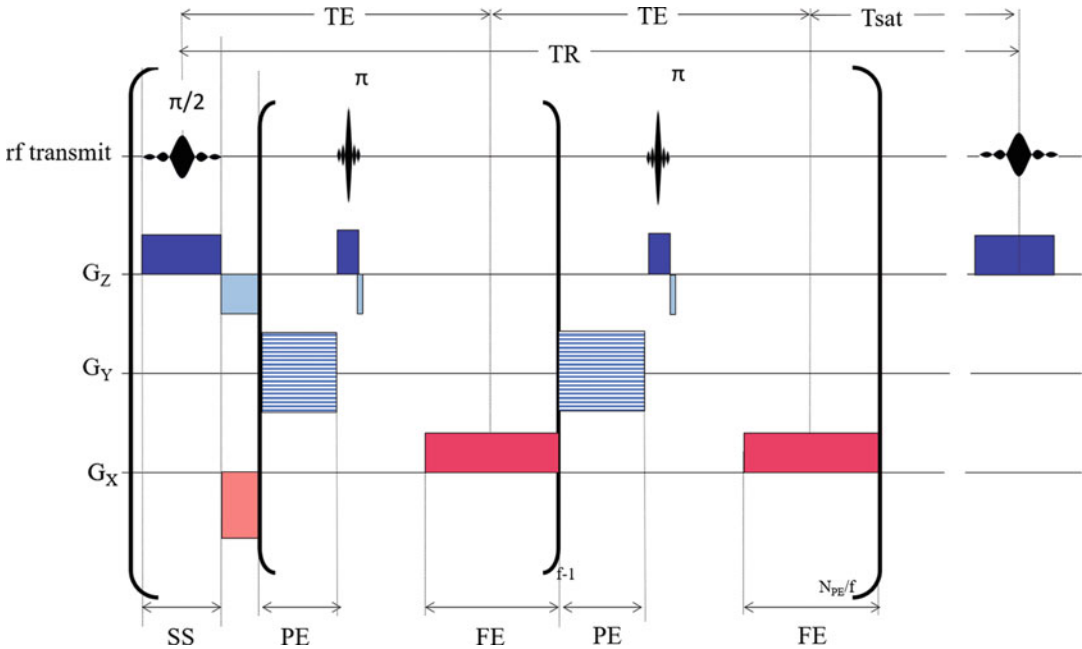 TE TE Tsat
TR
π/2 π π
rf transmit
G_Z
G_Y
G_X
f-1 N_PE/f
SS PE FE PE FE